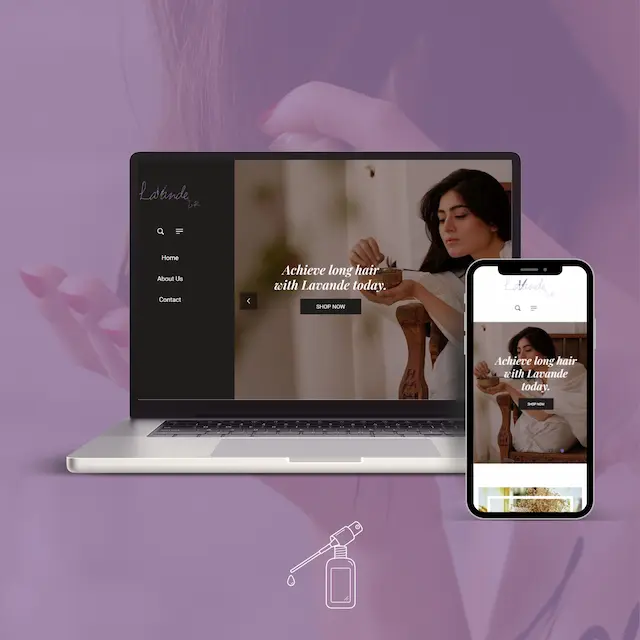 Lavande
Home
About Us
Contact
Achieve long hair
with Lavande today.
SHOP NOW
Lavande
Achieve long hair
with Lavande
today.
SHOP NOW